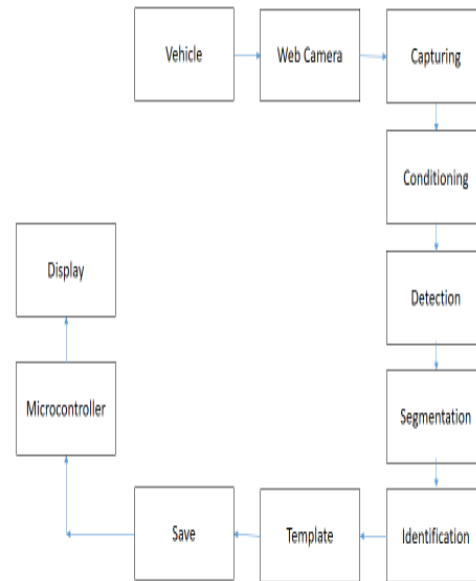 Vehicle
Web Camera
Capturing
Conditioning
Detection
Segmentation
Identification
Template
Save
Microcontroller
Display